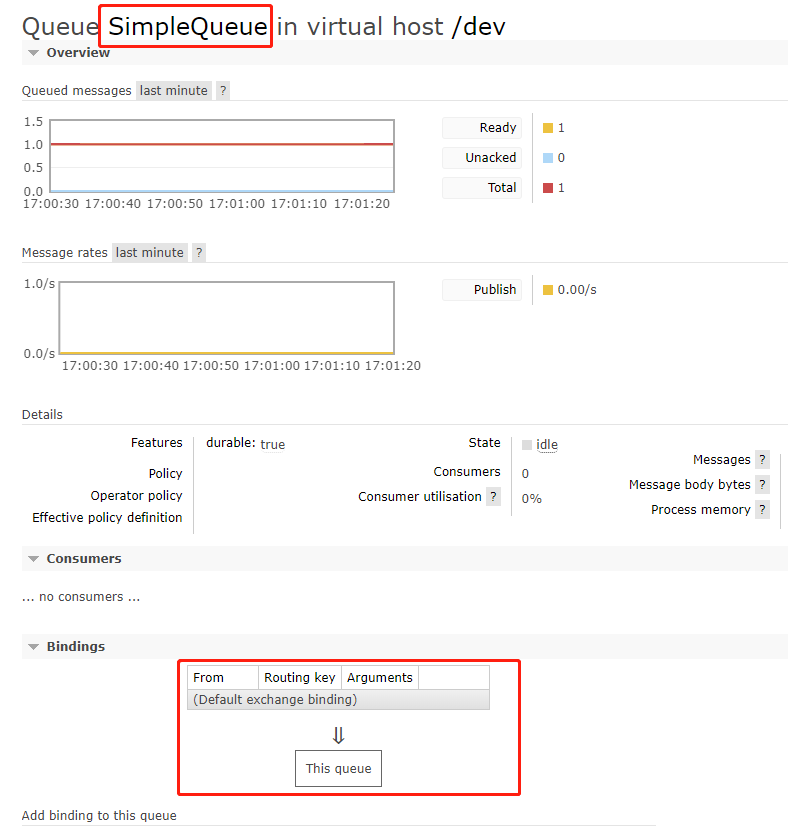 Queue SimpleQueue in virtual host /dev
Overview
Queued messages last minute ?
1.5
1.0
0.5
0.0
17:00:30 17:00:40 17:00:50 17:01:00 17:01:10 17:01:20
Ready 1
Unacked 0
Total 1
Message rates last minute ?
1.0/s
0.0/s
17:00:30 17:00:40 17:00:50 17:01:00 17:01:10 17:01:20
Publish 0.00/s
Details
Features durable: true
Policy
Operator policy
Effective policy definition
State idle
Consumers 0
Consumer utilisation ? 0%
Messages ?
Message body bytes ?
Process memory ?
Consumers
... no consumers ...
Bindings
From Routing key Arguments
(Default exchange binding)
⇓
This queue
Add binding to this queue